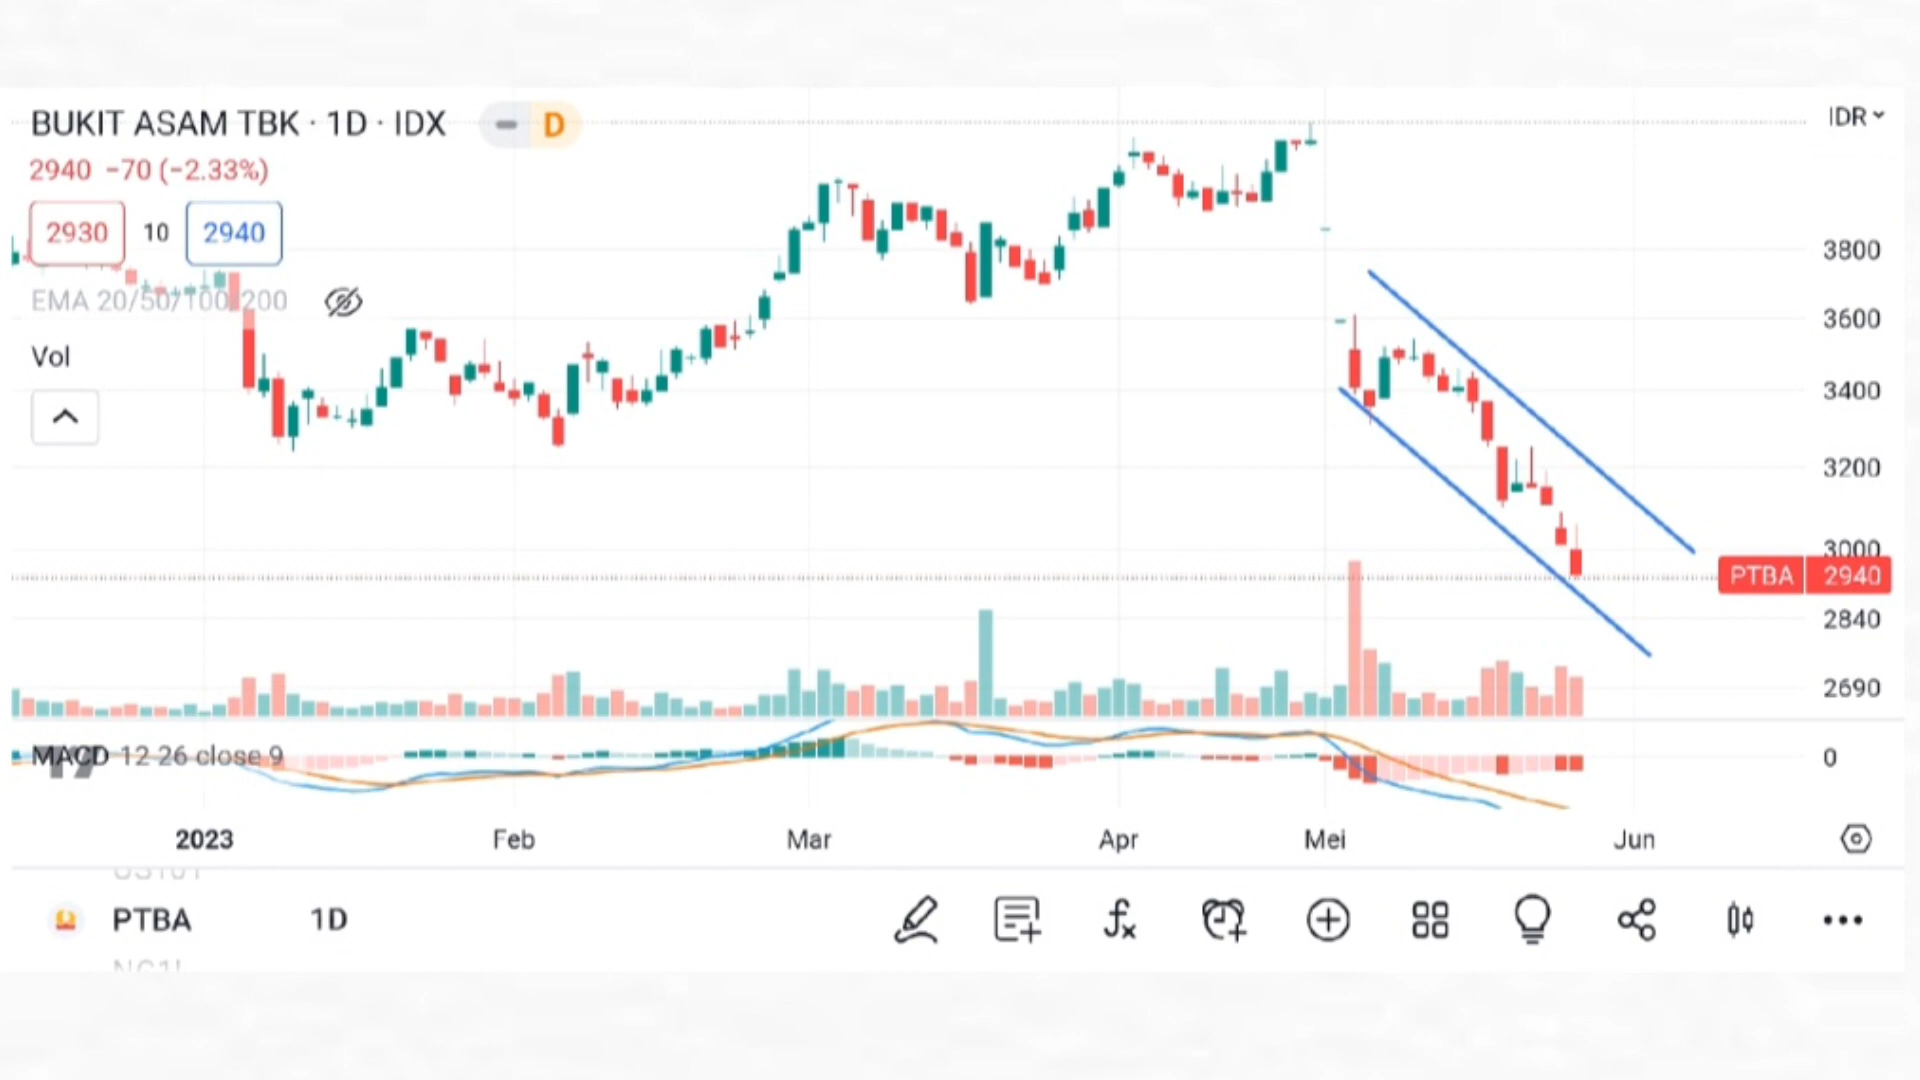 BUKIT ASAM TBK · 1D · IDX
D
IDR
2940 −70 (−2.33%)
2930 10 2940
EMA 20/50/100/200
Vol
3800
3600
3400
3200
3000
PTBA 2940
2840
2690
MACD 12 26 close 9
0
2023 Feb Mar Apr Mei Jun
PTBA 1D